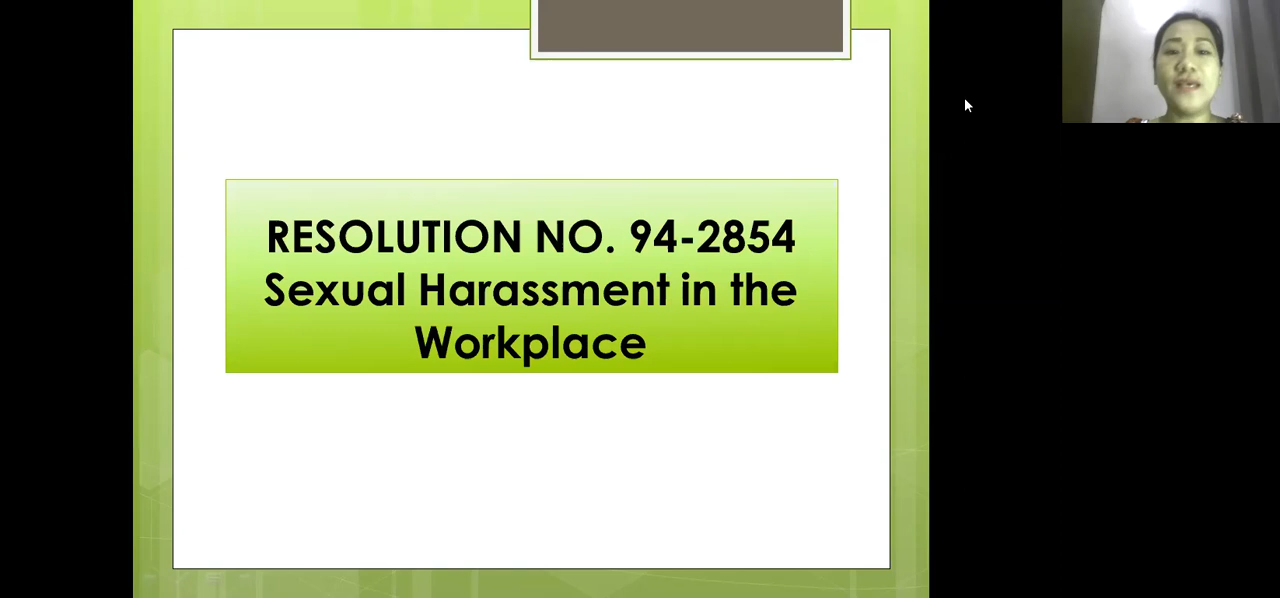 RESOLUTION NO. 94-2854
Sexual Harassment in the
Workplace